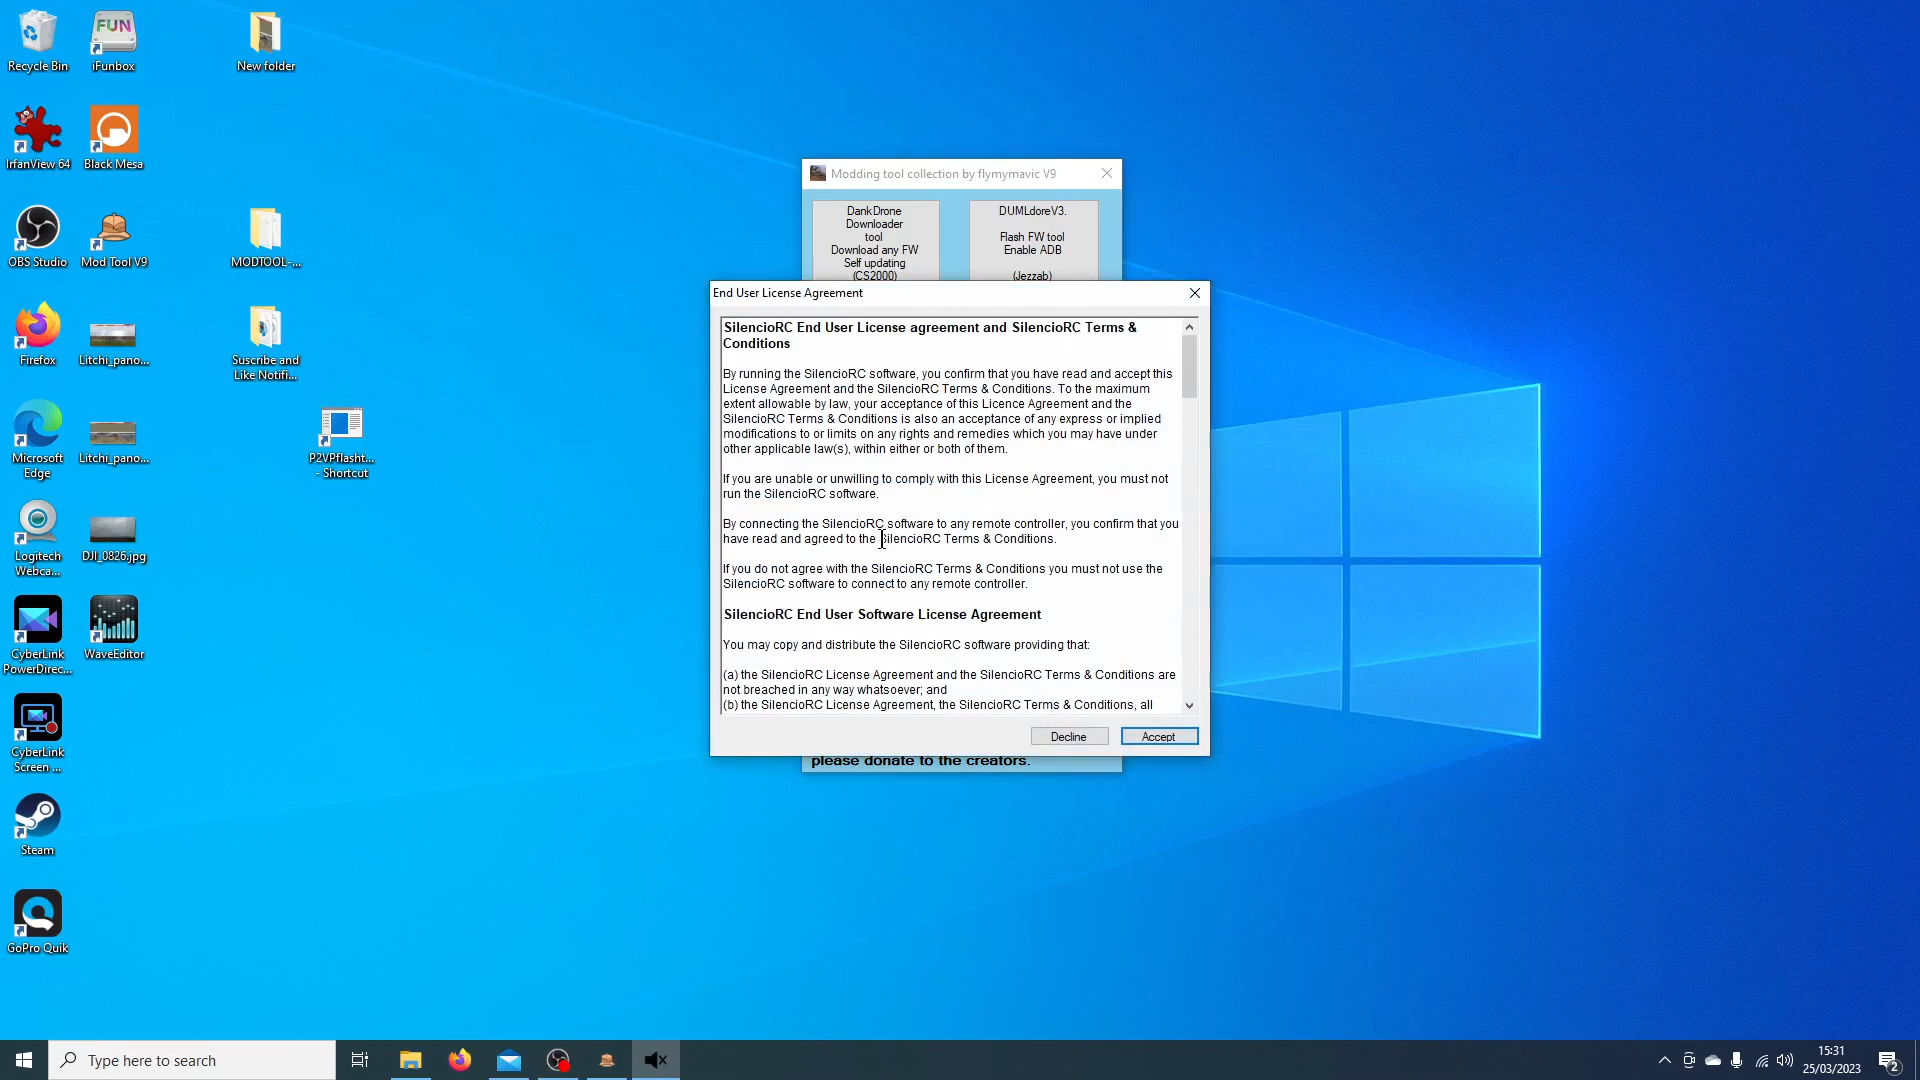 Recycle Bin
iFunbox
New folder
IrfanView 64
Black Mesa
OBS Studio
Mod Tool V9
MODTOOL-...
Firefox
Litchi_pano...
Suscribe and
Like Notifi...
Microsoft
Edge
Litchi_pano...
P2VPflasht...
- Shortcut
Logitech
Webca...
DJI_0826.jpg
CyberLink
PowerDirec...
WaveEditor
CyberLink
Screen ...
Steam
GoPro Quik
FUN
Modding tool collection by flymymavic V9
DankDrone
Downloader
tool
Download any FW
Self updating
(CS2000)
DUMLdoreV3.
Flash FW tool
Enable ADB
(Jezzab)
End User License Agreement
SilencioRC End User License agreement and SilencioRC Terms &
Conditions
By running the SilencioRC software, you confirm that you have read and accept this
License Agreement and the SilencioRC Terms & Conditions. To the maximum
extent allowable by law, your acceptance of this Licence Agreement and the
SilencioRC Terms & Conditions is also an acceptance of any express or implied
modifications to or limits on any rights and remedies which you may have under
other applicable law(s), within either or both of them.
If you are unable or unwilling to comply with this License Agreement, you must not
run the SilencioRC software.
By connecting the SilencioRC software to any remote controller, you confirm that you
have read and agreed to the SilencioRC Terms & Conditions.
If you do not agree with the SilencioRC Terms & Conditions you must not use the
SilencioRC software to connect to any remote controller.
SilencioRC End User Software License Agreement
You may copy and distribute the SilencioRC software providing that:
(a) the SilencioRC License Agreement and the SilencioRC Terms & Conditions are
not breached in any way whatsoever; and
(b) the SilencioRC License Agreement, the SilencioRC Terms & Conditions, all
Decline
Accept
please donate to the creators.
Type here to search
15:31
25/03/2023
2